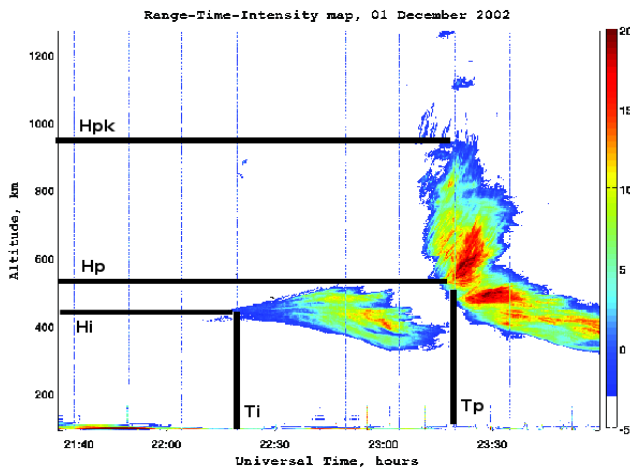 Range-Time-Intensity map, 01 December 2002
1200
1000
800
600
400
200
Altitude, km
Hpk
Hp
Hi
Ti
Tp
21:40
22:00
22:30
23:00
23:30
Universal Time, hours
20
15
10
5
0
-5